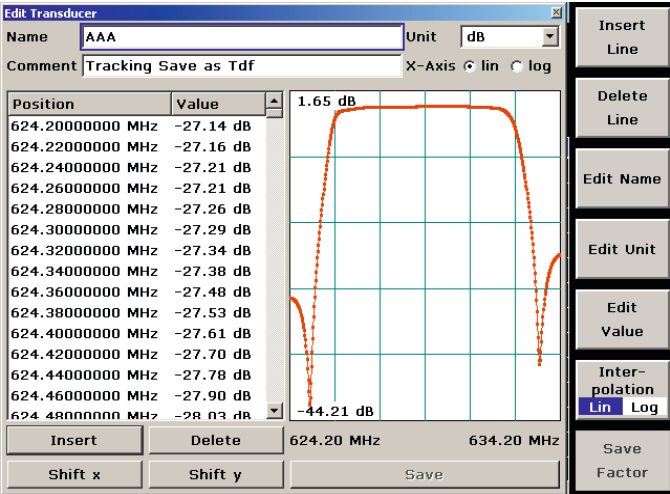 Edit Transducer
Name AAA Unit dB
Comment Tracking Save as Tdf X-Axis lin log
Position Value
624.20000000 MHz -27.14 dB
624.22000000 MHz -27.16 dB
624.24000000 MHz -27.21 dB
624.26000000 MHz -27.21 dB
624.28000000 MHz -27.26 dB
624.30000000 MHz -27.29 dB
624.32000000 MHz -27.34 dB
624.34000000 MHz -27.38 dB
624.36000000 MHz -27.48 dB
624.38000000 MHz -27.53 dB
624.40000000 MHz -27.61 dB
624.42000000 MHz -27.70 dB
624.44000000 MHz -27.78 dB
624.46000000 MHz -27.90 dB
624.48000000 MHz -28.03 dB
1.65 dB
-44.21 dB
624.20 MHz 634.20 MHz
Insert Delete
Shift x Shift y Save
Insert
Line
Delete
Line
Edit Name
Edit Unit
Edit
Value
Inter-
polation
Lin Log
Save
Factor